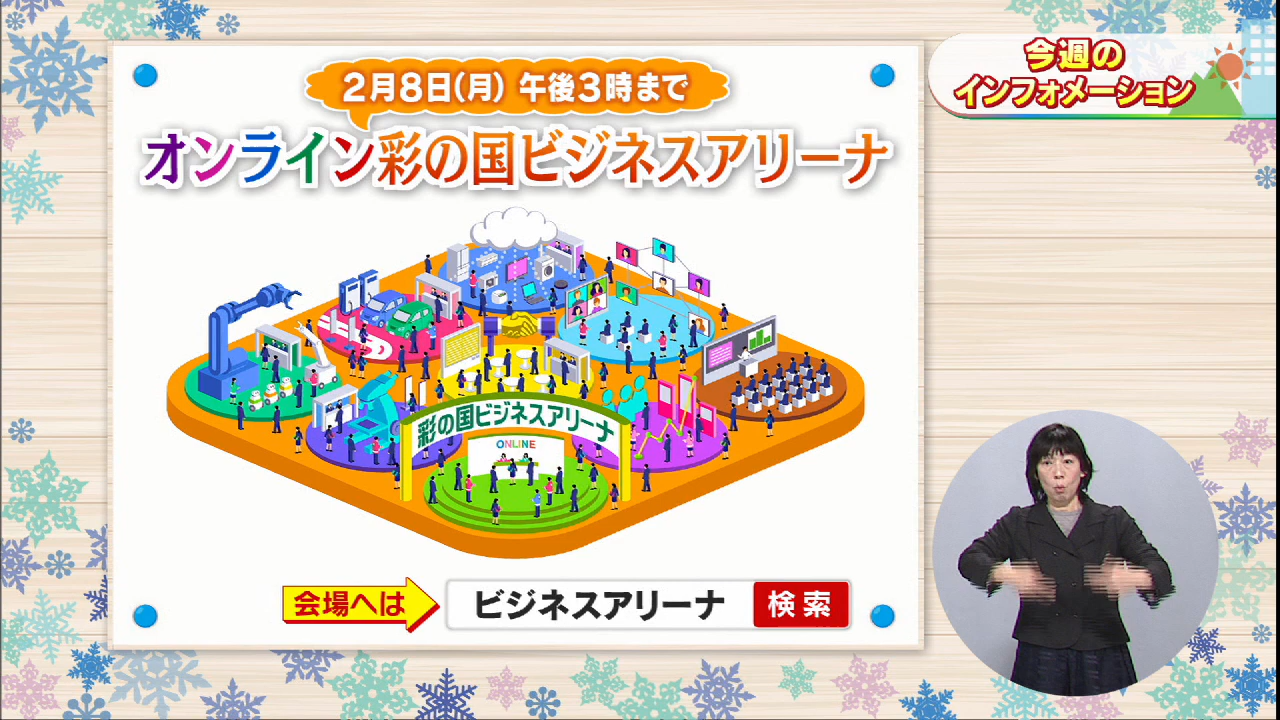 今週の
インフォメーション
2月8日(月) 午後3時まで
オンライン彩の国ビジネスアリーナ
彩の国ビジネスアリーナ
ONLINE
会場へは
ビジネスアリーナ
検索